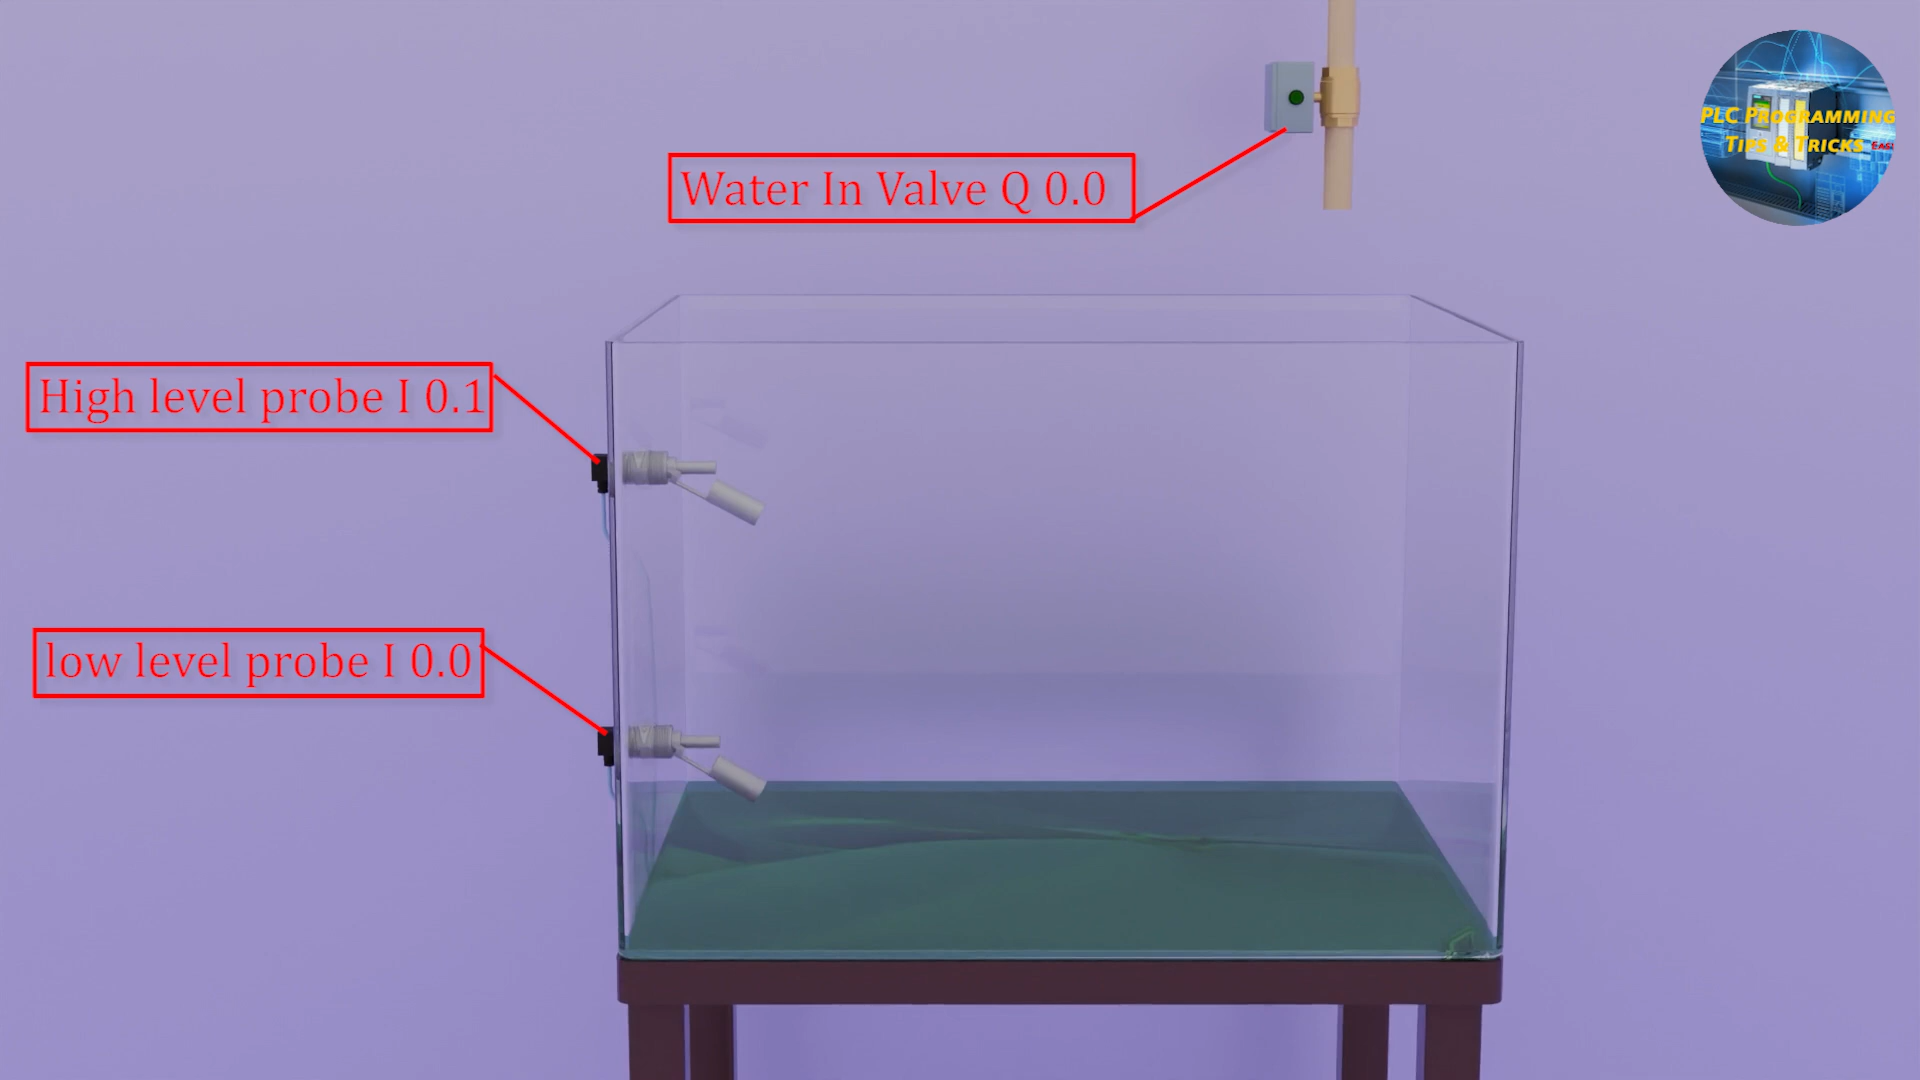 PLC Programming
Tips & Tricks
Water In Valve Q 0.0
High level probe I 0.1
low level probe I 0.0